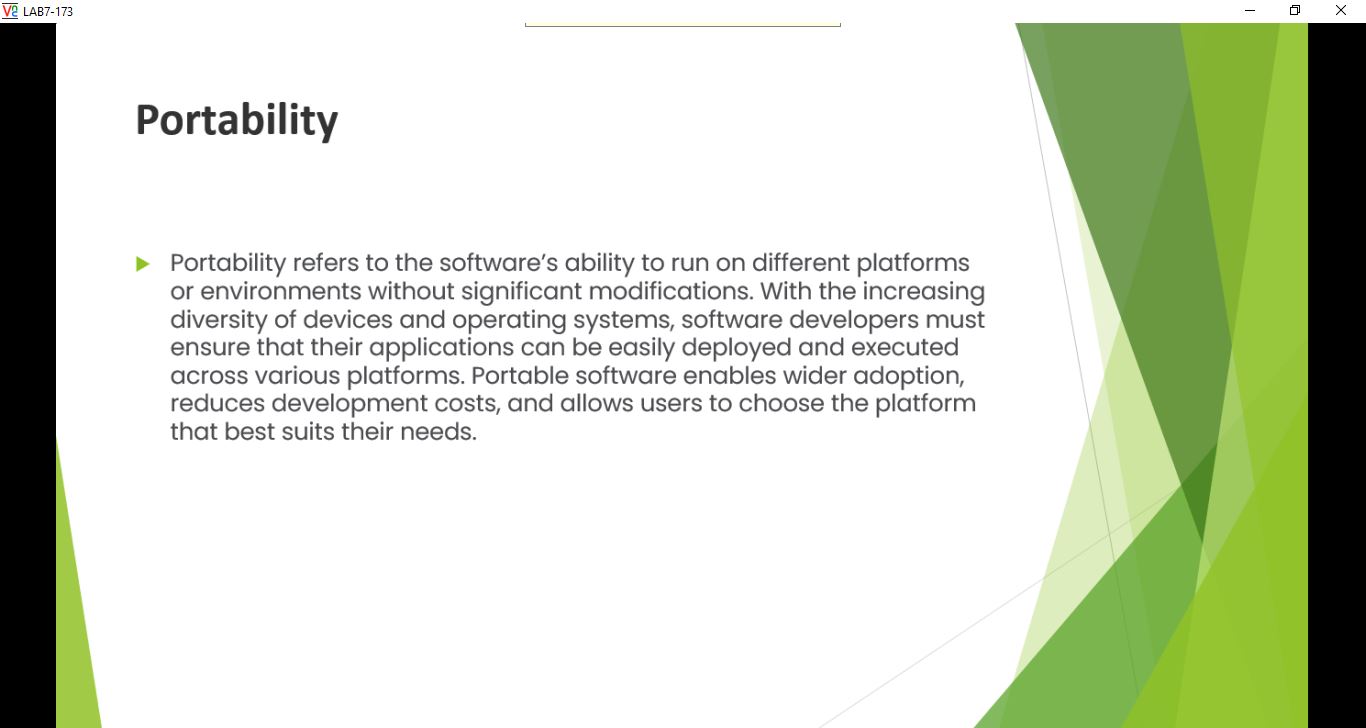 LAB7-173
Portability
Portability refers to the software’s ability to run on different platforms
or environments without significant modifications. With the increasing
diversity of devices and operating systems, software developers must
ensure that their applications can be easily deployed and executed
across various platforms. Portable software enables wider adoption,
reduces development costs, and allows users to choose the platform
that best suits their needs.